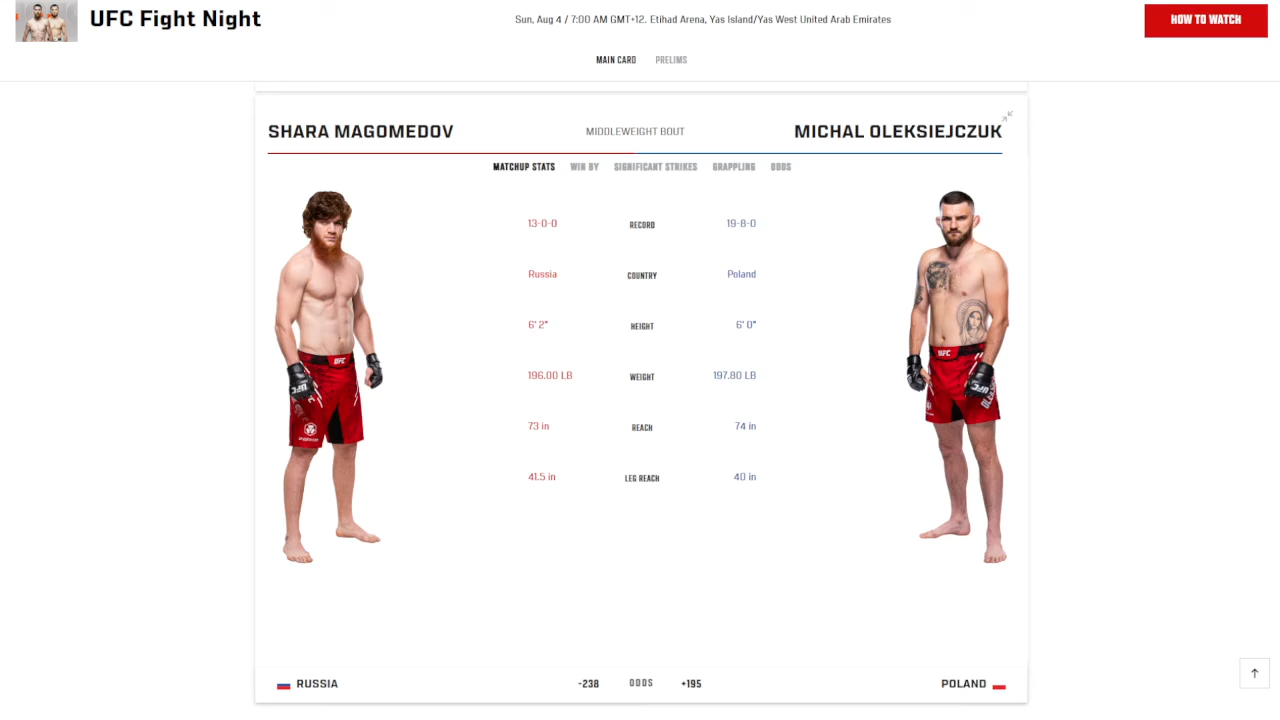 UFC Fight Night
Sun, Aug 4 / 7:00 AM GMT+12. Etihad Arena, Yas Island/Yas West United Arab Emirates
HOW TO WATCH
MAIN CARD PRELIMS
SHARA MAGOMEDOV MIDDLEWEIGHT BOUT MICHAL OLEKSIEJCZUK
MATCHUP STATS WIN BY SIGNIFICANT STRIKES GRAPPLING ODDS
13-0-0 RECORD 19-8-0
Russia COUNTRY Poland
6' 2" HEIGHT 6' 0"
196.00 LB WEIGHT 197.80 LB
73 in REACH 74 in
41.5 in LEG REACH 40 in
UFC
UFC
UFC
UFC
RUSSIA -238 ODDS +195 POLAND